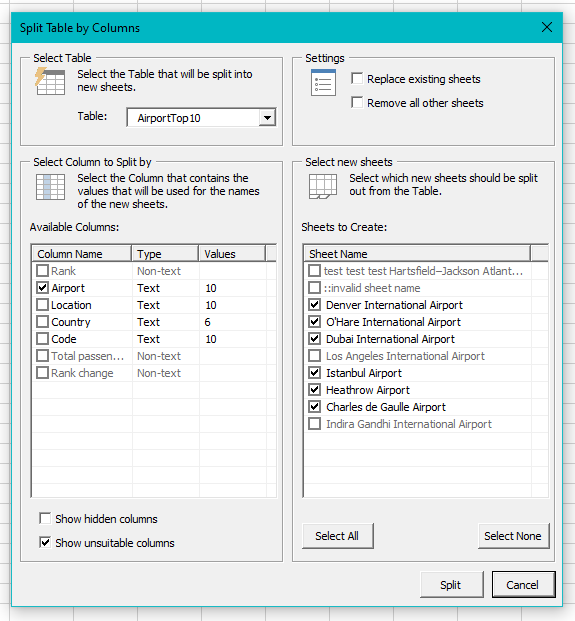 Split Table by Columns
Select Table
Select the Table that will be split into
new sheets.
Table:
AirportTop10
Settings
Replace existing sheets
Remove all other sheets
Select Column to Split by
Select the Column that contains the
values that will be used for the names
of the new sheets.
Available Columns:
Column Name Type Values
Rank Non-text
Airport Text 10
Location Text 10
Country Text 6
Code Text 10
Total passen... Non-text
Rank change Non-text
Show hidden columns
Show unsuitable columns
Select new sheets
Select which new sheets should be split
out from the Table.
Sheets to Create:
Sheet Name
test test test Hartsfield–Jackson Atlant...
::invalid sheet name
Denver International Airport
O'Hare International Airport
Dubai International Airport
Los Angeles International Airport
Istanbul Airport
Heathrow Airport
Charles de Gaulle Airport
Indira Gandhi International Airport
Select All
Select None
Split
Cancel